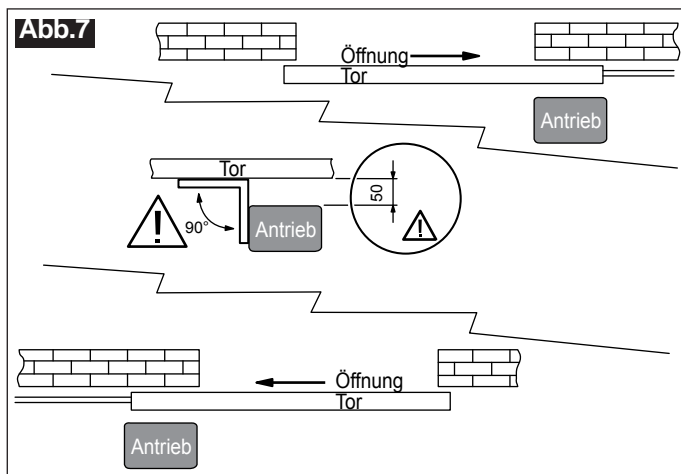 Abb.7
Öffnung
Tor
Antrieb
Tor
50
90°
Antrieb
Öffnung
Tor
Antrieb